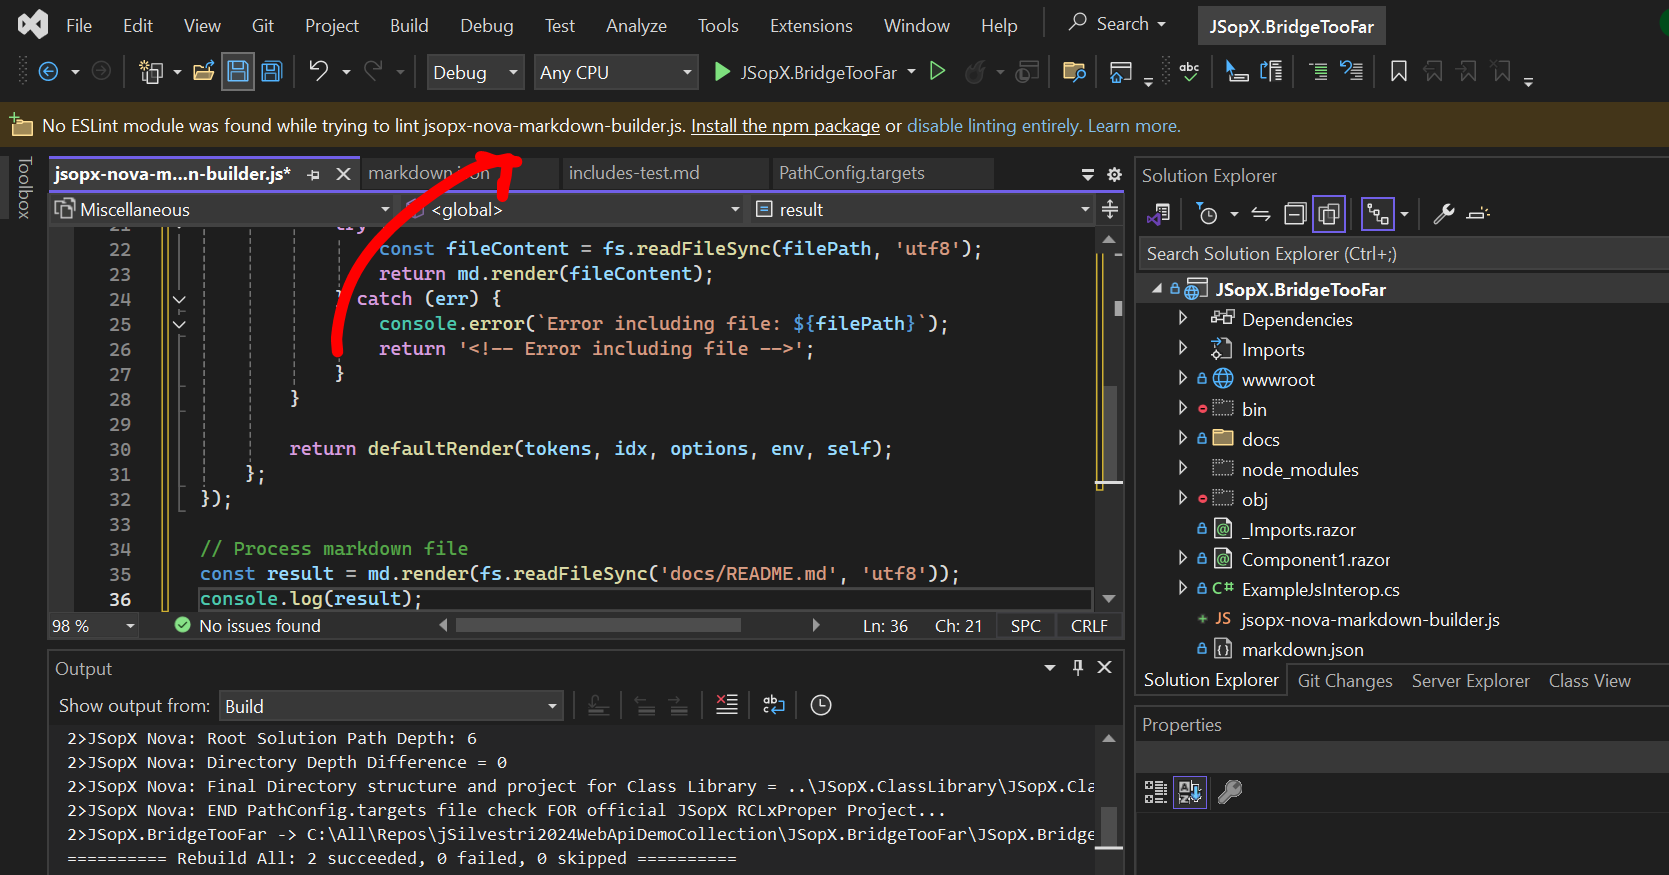 File Edit View Git Project Build Debug Test Analyze Tools Extensions Window Help Search JSopX.BridgeTooFar
Debug Any CPU JSopX.BridgeTooFar abc
No ESLint module was found while trying to lint jsopx-nova-markdown-builder.js. Install the npm package or disable linting entirely. Learn more.
Toolbox
jsopx-nova-m...n-builder.js* markdown.json includes-test.md PathConfig.targets
Miscellaneous <global> result
21 try
22 const fileContent = fs.readFileSync(filePath, 'utf8');
23 return md.render(fileContent);
24 } catch (err) {
25 console.error(`Error including file: ${filePath}`);
26 return '<!-- Error including file -->';
27 }
28 }
29
30 return defaultRender(tokens, idx, options, env, self);
31 };
32 });
33
34 // Process markdown file
35 const result = md.render(fs.readFileSync('docs/README.md', 'utf8'));
36 console.log(result);
98 % No issues found Ln: 36 Ch: 21 SPC CRLF
Output
Show output from: Build
2>JSopX Nova: Root Solution Path Depth: 6
2>JSopX Nova: Directory Depth Difference = 0
2>JSopX Nova: Final Directory structure and project for Class Library = ..\JSopX.ClassLibrary\JSopX.Cla
2>JSopX Nova: END PathConfig.targets file check FOR official JSopX RCLxProper Project...
2>JSopX.BridgeTooFar -> C:\All\Repos\jSilvestri2024WebApiDemoCollection\JSopX.BridgeTooFar\JSopX.Bridge
========== Rebuild All: 2 succeeded, 0 failed, 0 skipped ==========
Solution Explorer
Search Solution Explorer (Ctrl+;)
JSopX.BridgeTooFar
Dependencies
Imports
wwwroot
bin
docs
node_modules
obj
_Imports.razor
Component1.razor
C# ExampleJsInterop.cs
JS jsopx-nova-markdown-builder.js
markdown.json
Solution Explorer Git Changes Server Explorer Class View
Properties